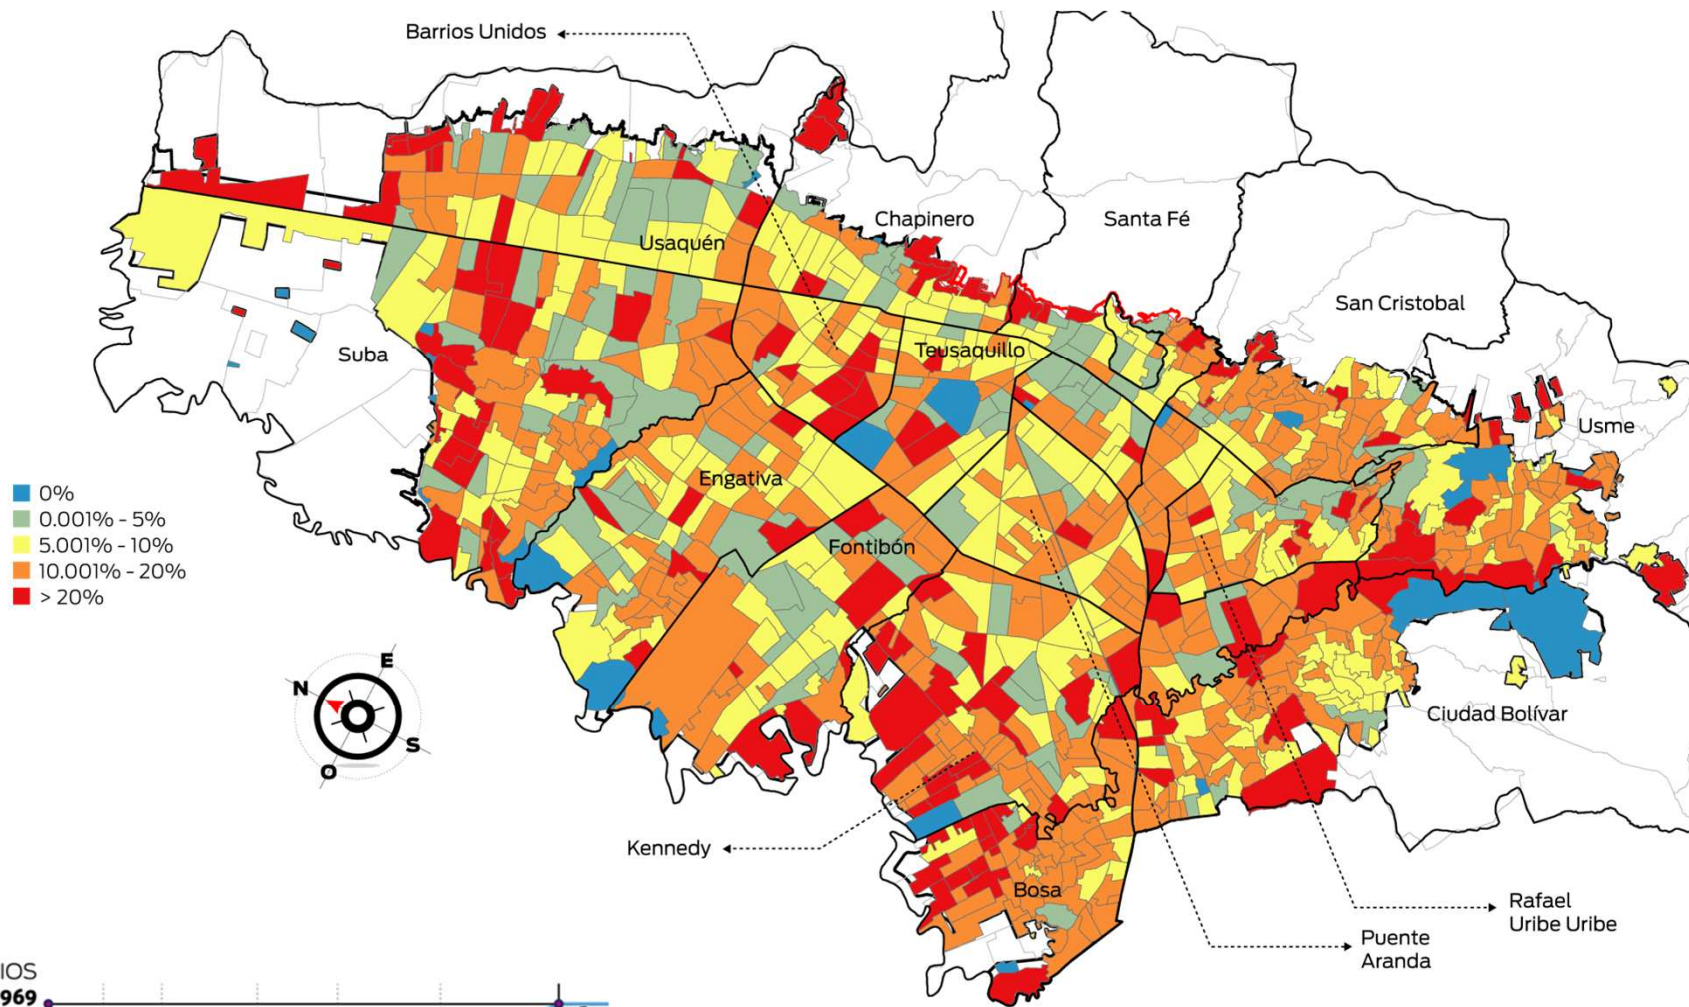 Barrios Unidos
Chapinero
Santa Fé
Usaquén
San Cristobal
Suba
Teusaquillo
Usme
Engativa
0%
0.001% - 5%
5.001% - 10%
10.001% - 20%
> 20%
Fontibón
E
N
S
O
Ciudad Bolívar
Kennedy
Bosa
Rafael
Uribe Uribe
Puente
Aranda
IOS
969